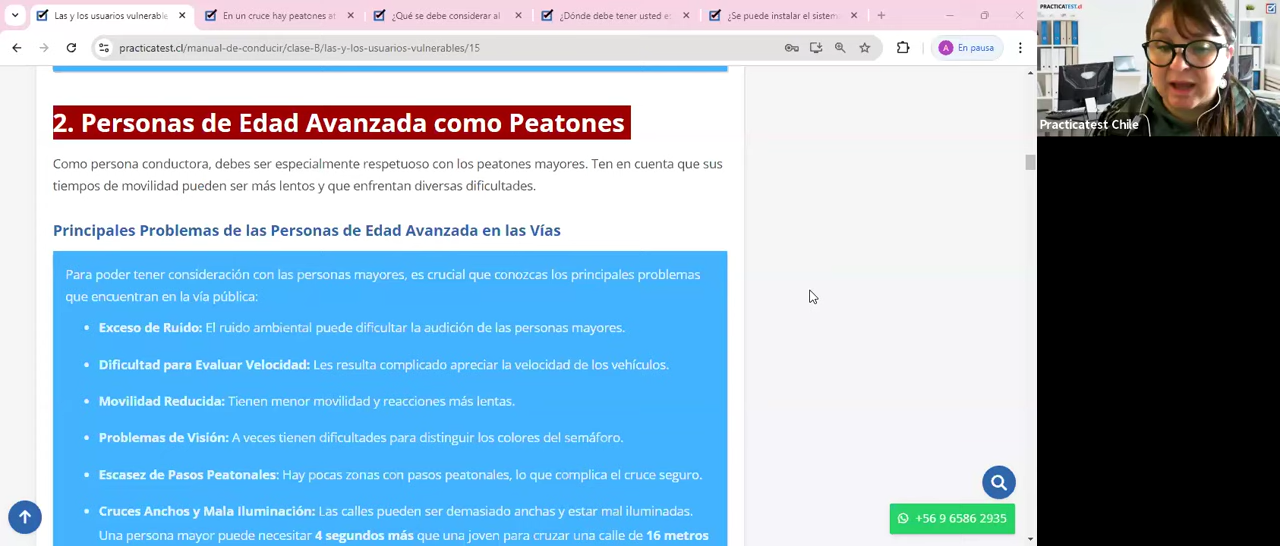 Las y los usuarios vulnerable
En un cruce hay peatones at
¿Qué se debe considerar al
¿Dónde debe tener usted es
¿Se puede instalar el sistem
practicatest.cl/manual-de-conducir/clase-B/las-y-los-usuarios-vulnerables/15
A En pausa
PRACTICATEST.cl
Practicatest Chile
2. Personas de Edad Avanzada como Peatones
Como persona conductora, debes ser especialmente respetuoso con los peatones mayores. Ten en cuenta que sus
tiempos de movilidad pueden ser más lentos y que enfrentan diversas dificultades.
Principales Problemas de las Personas de Edad Avanzada en las Vías
Para poder tener consideración con las personas mayores, es crucial que conozcas los principales problemas
que encuentran en la vía pública:
• Exceso de Ruido: El ruido ambiental puede dificultar la audición de las personas mayores.
• Dificultad para Evaluar Velocidad: Les resulta complicado apreciar la velocidad de los vehículos.
• Movilidad Reducida: Tienen menor movilidad y reacciones más lentas.
• Problemas de Visión: A veces tienen dificultades para distinguir los colores del semáforo.
• Escasez de Pasos Peatonales: Hay pocas zonas con pasos peatonales, lo que complica el cruce seguro.
• Cruces Anchos y Mala Iluminación: Las calles pueden ser demasiado anchas y estar mal iluminadas.
Una persona mayor puede necesitar 4 segundos más que una joven para cruzar una calle de 16 metros
+56 9 6586 2935